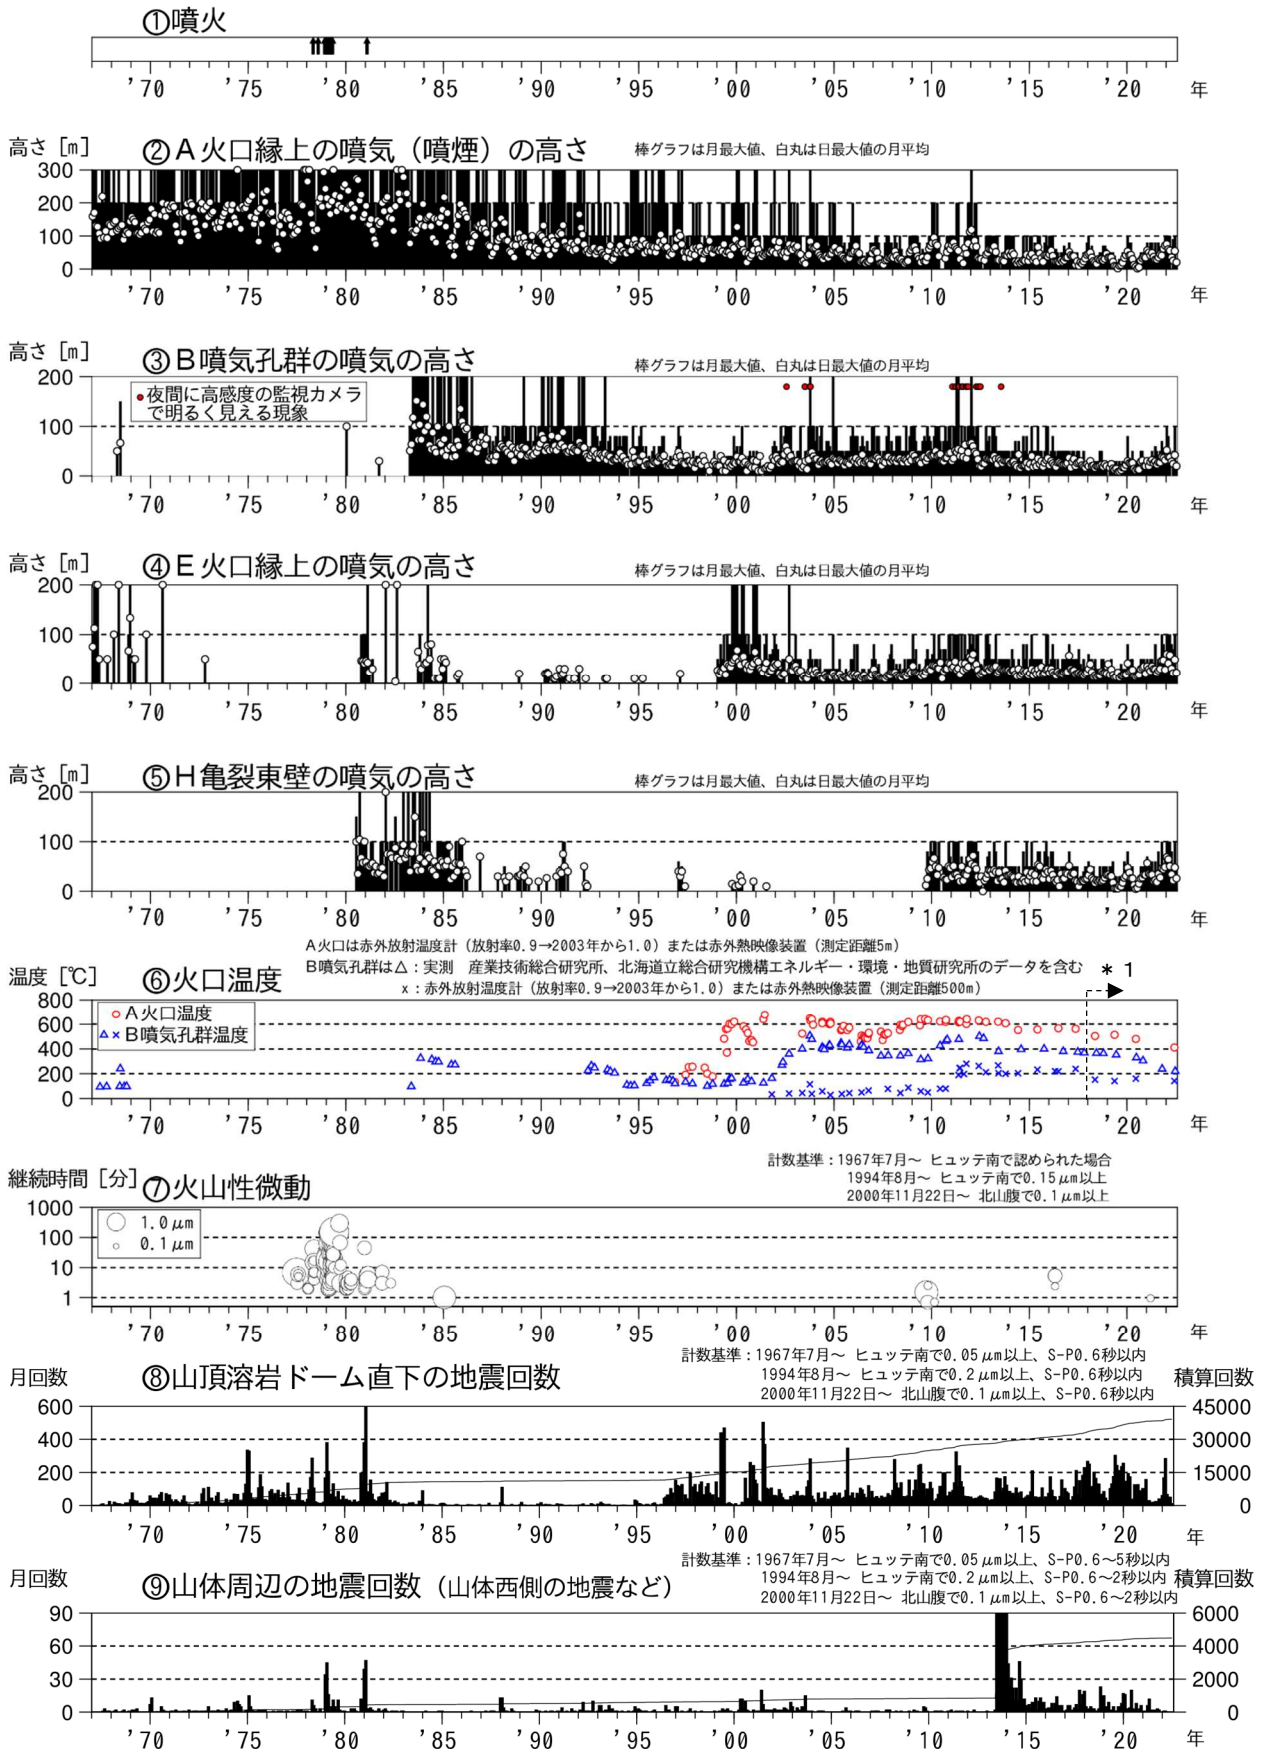 ①噴火
'70 '75 '80 '85 '90 '95 '00 '05 '10 '15 '20 年
高さ [m] ②A火口縁上の噴気（噴煙）の高さ 棒グラフは月最大値、白丸は日最大値の月平均
300
200
100
0
'70 '75 '80 '85 '90 '95 '00 '05 '10 '15 '20 年
高さ [m] ③B噴気孔群の噴気の高さ 棒グラフは月最大値、白丸は日最大値の月平均
200
夜間に高感度の監視カメラ
で明るく見える現象
100
0
'70 '75 '80 '85 '90 '95 '00 '05 '10 '15 '20 年
高さ [m] ④E火口縁上の噴気の高さ 棒グラフは月最大値、白丸は日最大値の月平均
200
100
0
'70 '75 '80 '85 '90 '95 '00 '05 '10 '15 '20 年
高さ [m] ⑤H亀裂東壁の噴気の高さ 棒グラフは月最大値、白丸は日最大値の月平均
200
100
0
'70 '75 '80 '85 '90 '95 '00 '05 '10 '15 '20 年
A火口は赤外放射温度計（放射率0.9→2003年から1.0）または赤外熱映像装置（測定距離5m）
温度 [℃] ⑥火口温度 B噴気孔群は△：実測 産業技術総合研究所、北海道立総合研究機構エネルギー・環境・地質研究所のデータを含む ＊1
x：赤外放射温度計（放射率0.9→2003年から1.0）または赤外熱映像装置（測定距離500m）
800
○ A火口温度
600
△ × B噴気孔群温度
400
200
0
'70 '75 '80 '85 '90 '95 '00 '05 '10 '15 '20 年
計数基準：1967年7月～ ヒュッテ南で認められた場合
継続時間 [分] ⑦火山性微動 1994年8月～ ヒュッテ南で0.15μm以上
2000年11月22日～ 北山腹で0.1μm以上
1000
1.0μm
100
0.1μm
10
1
'70 '75 '80 '85 '90 '95 '00 '05 '10 '15 '20 年
計数基準：1967年7月～ ヒュッテ南で0.05μm以上、S-P0.6秒以内
月回数 ⑧山頂溶岩ドーム直下の地震回数 1994年8月～ ヒュッテ南で0.2μm以上、S-P0.6秒以内 積算回数
2000年11月22日～ 北山腹で0.1μm以上、S-P0.6秒以内
600 45000
400 30000
200 15000
0 0
'70 '75 '80 '85 '90 '95 '00 '05 '10 '15 '20 年
計数基準：1967年7月～ ヒュッテ南で0.05μm以上、S-P0.6～5秒以内
月回数 ⑨山体周辺の地震回数（山体西側の地震など） 1994年8月～ ヒュッテ南で0.2μm以上、S-P0.6～2秒以内 積算回数
2000年11月22日～ 北山腹で0.1μm以上、S-P0.6～2秒以内
90 6000
60 4000
30 2000
0 0
'70 '75 '80 '85 '90 '95 '00 '05 '10 '15 '20 年